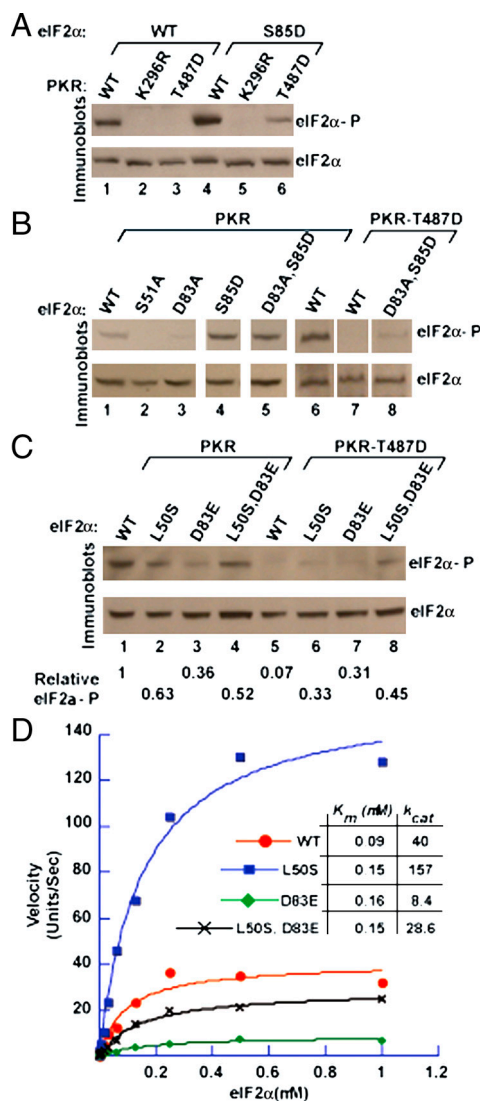 A
eIF2α: WT S85D
PKR: WT K296R T487D WT K296R T487D
Immunoblots
eIF2α- P
eIF2α
1 2 3 4 5 6
B
PKR PKR-T487D
eIF2α: WT S51A D83A S85D D83A, S85D WT WT D83A, S85D
Immunoblots
eIF2α- P
eIF2α
1 2 3 4 5 6 7 8
C
PKR PKR-T487D
eIF2α: WT L50S D83E L50S. D83E WT L50S D83E L50S. D83E
Immunoblots
eIF2α- P
eIF2α
1 2 3 4 5 6 7 8
Relative
eIF2a - P
1 0.36 0.07 0.31
0.63 0.52 0.33 0.45
D
Velocity
(Units/Sec)
140
120
100
80
60
40
20
Km (mM) kcat
WT 0.09 40
L50S 0.15 157
D83E 0.16 8.4
L50S. D83E 0.15 28.6
0.2 0.4 0.6 0.8 1 1.2
eIF2α(mM)